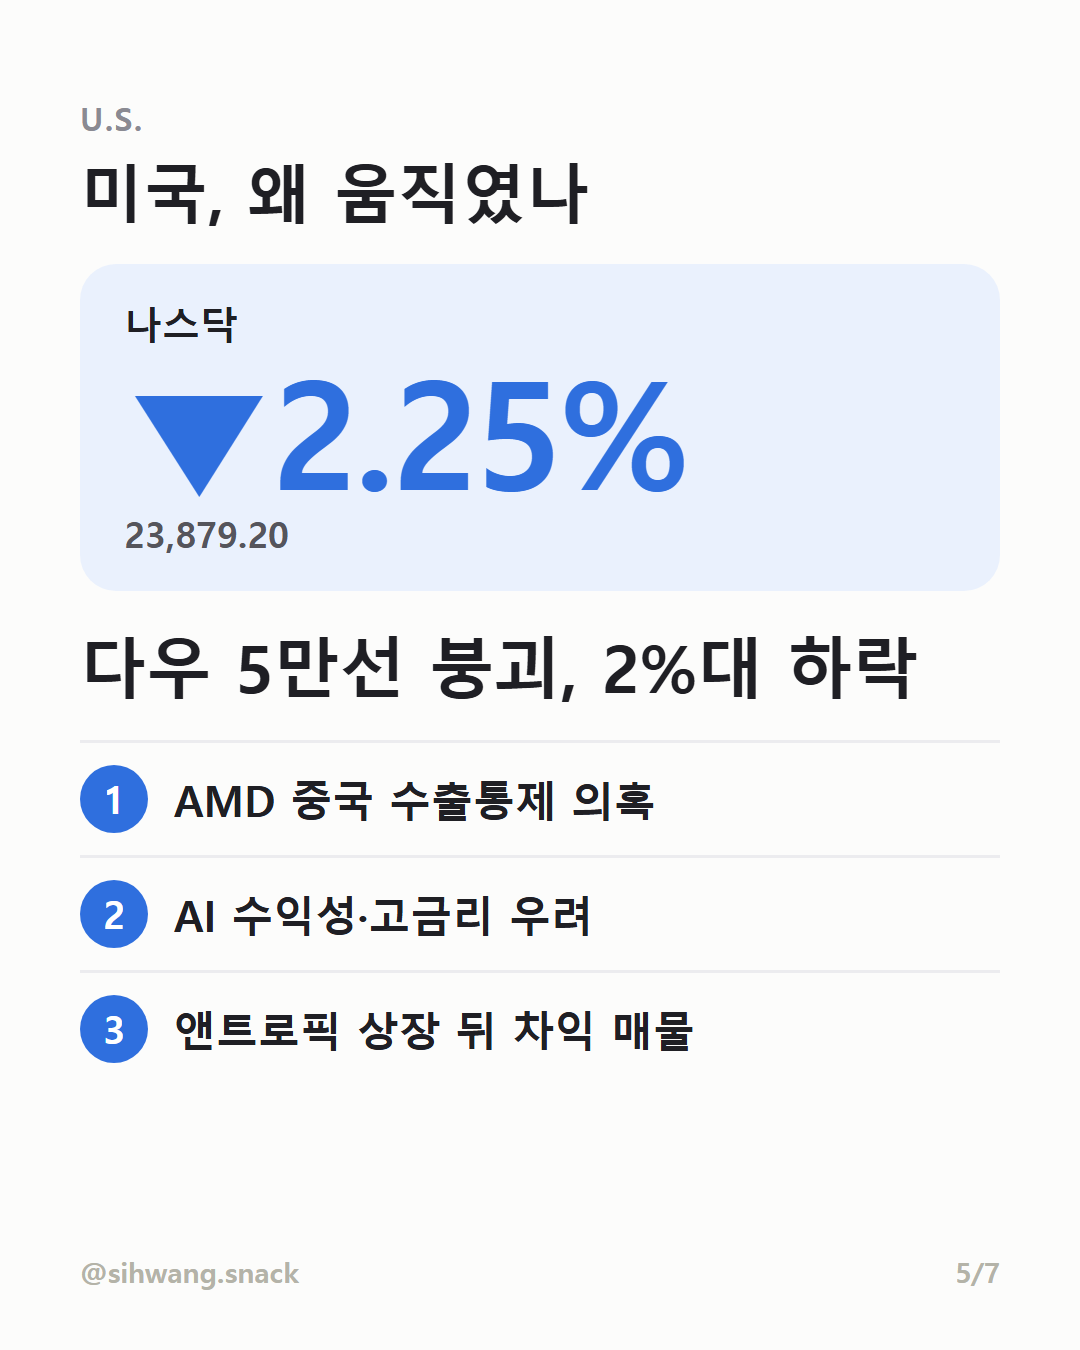 U.S.
미국, 왜 움직였나
나스닥
▼2.25%
23,879.20
다우 5만선 붕괴, 2%대 하락
1 AMD 중국 수출통제 의혹
2 AI 수익성·고금리 우려
3 앤트로픽 상장 뒤 차익 매물
@sihwang.snack
5/7